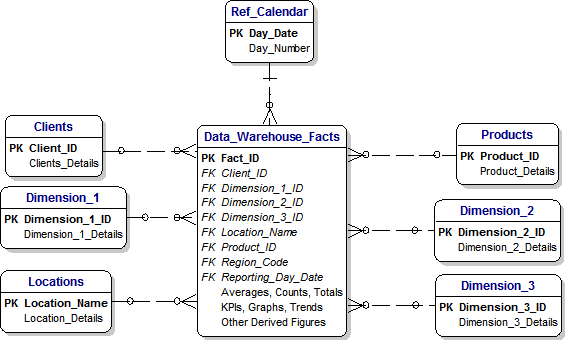 Ref_Calendar
PK Day_Date
Day_Number
Clients
PK Client_ID
Clients_Details
Dimension_1
PK Dimension_1_ID
Dimension_1_Details
Locations
PK Location_Name
Location_Details
Data_Warehouse_Facts
PK Fact_ID
FK Client_ID
FK Dimension_1_ID
FK Dimension_2_ID
FK Dimension_3_ID
FK Location_Name
FK Product_ID
FK Region_Code
FK Reporting_Day_Date
Averages, Counts, Totals
KPIs, Graphs, Trends
Other Derived Figures
Products
PK Product_ID
Product_Details
Dimension_2
PK Dimension_2_ID
Dimension_2_Details
Dimension_3
PK Dimension_3_ID
Dimension_3_Details